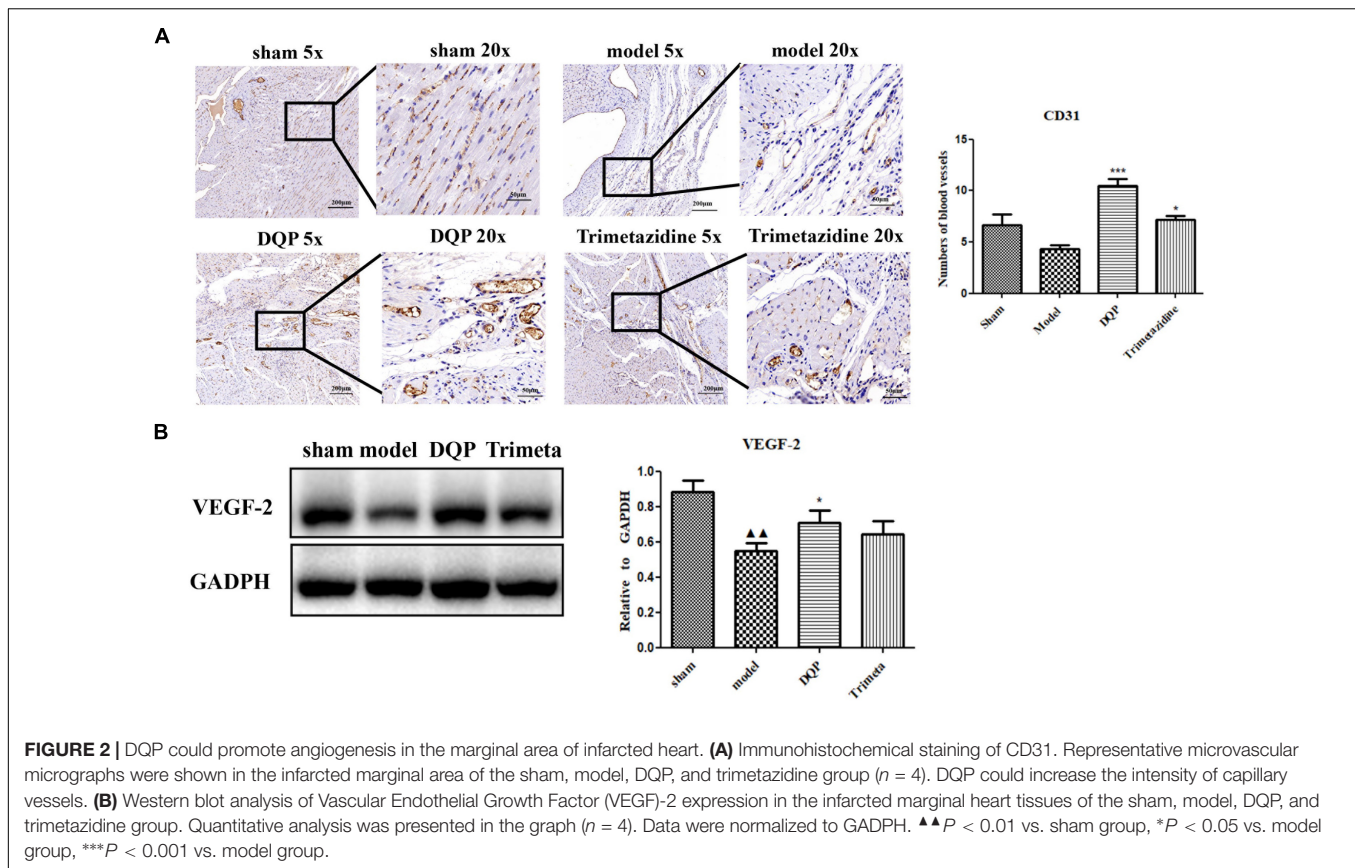 A
sham 5x
sham 20x
model 5x
model 20x
200μm
50μm
200μm
50μm
DQP 5x
DQP 20x
Trimetazidine 5x
Trimetazidine 20x
200μm
50μm
200μm
50μm
CD31
Numbers of blood vessels
15
10
5
0
***
*
Sham
Model
DQP
Trimetazidine
B
sham model DQP Trimeta
VEGF-2
GADPH
VEGF-2
Relative to GAPDH
1.0
0.8
0.6
0.4
0.2
0.0
▲▲
*
sham
model
DQP
Trimeta
FIGURE 2 | DQP could promote angiogenesis in the marginal area of infarcted heart. (A) Immunohistochemical staining of CD31. Representative microvascular
micrographs were shown in the infarcted marginal area of the sham, model, DQP, and trimetazidine group (n = 4). DQP could increase the intensity of capillary
vessels. (B) Western blot analysis of Vascular Endothelial Growth Factor (VEGF)-2 expression in the infarcted marginal heart tissues of the sham, model, DQP, and
trimetazidine group. Quantitative analysis was presented in the graph (n = 4). Data were normalized to GADPH. ▲▲P < 0.01 vs. sham group, *P < 0.05 vs. model
group, ***P < 0.001 vs. model group.